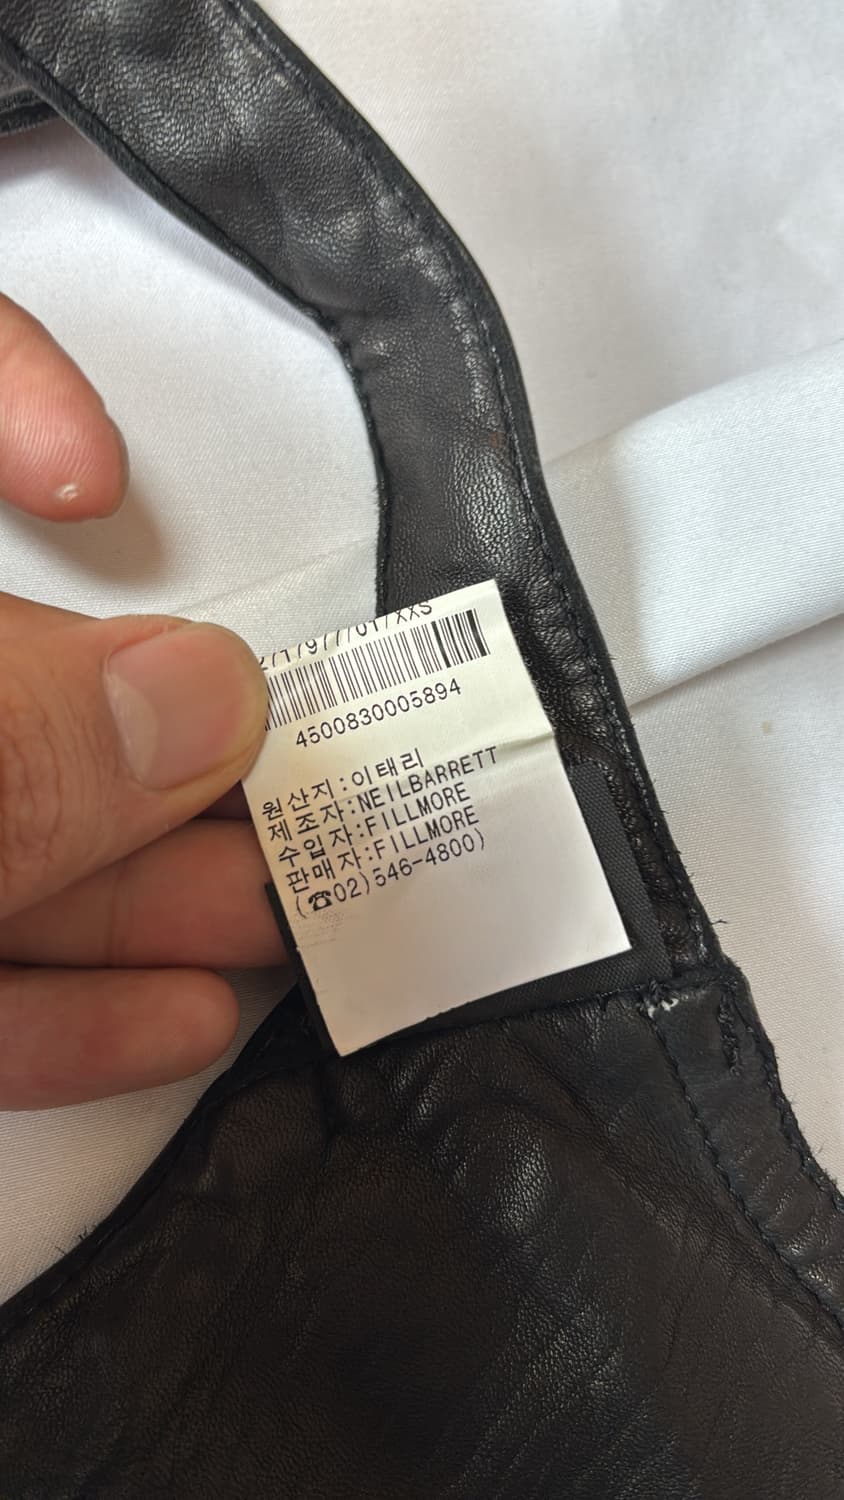 /XXS
4500830005894
원산지:이태리
제조자:NEILBARRETT
수입자:FILLMORE
판매자:FILLMORE
(☎02)546-4800)